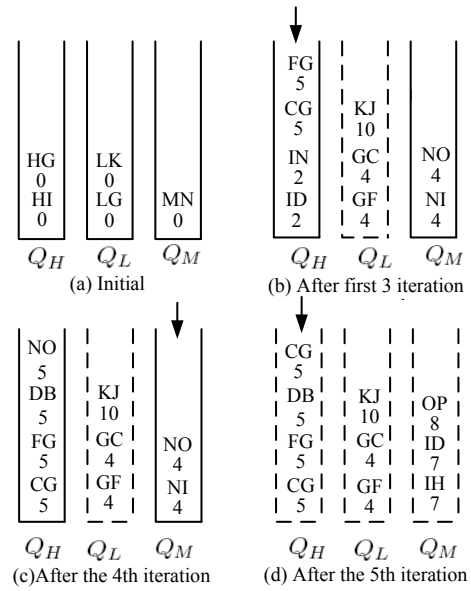 HG
0
HI
0
LK
0
LG
0
MN
0
Q_H Q_L Q_M
(a) Initial
FG
5
CG
5
IN
2
ID
2
KJ
10
GC
4
GF
4
NO
4
NI
4
Q_H Q_L Q_M
(b) After first 3 iteration
NO
5
DB
5
FG
5
CG
5
KJ
10
GC
4
GF
4
NO
4
NI
4
Q_H Q_L Q_M
(c)After the 4th iteration
CG
5
DB
5
FG
5
CG
5
KJ
10
GC
4
GF
4
OP
8
ID
7
IH
7
Q_H Q_L Q_M
(d) After the 5th iteration